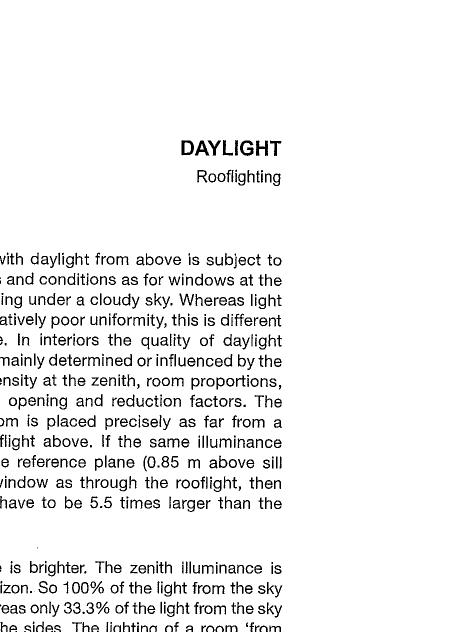 DAYLIGHT
Rooflighting
with daylight from above is subject to
and conditions as for windows at the
ing under a cloudy sky. Whereas light
atively poor uniformity, this is different
In interiors the quality of daylight
mainly determined or influenced by the
ensity at the zenith, room proportions,
opening and reduction factors. The
om is placed precisely as far from a
flight above. If the same illuminance
e reference plane (0.85 m above sill
window as through the rooflight, then
have to be 5.5 times larger than the
is brighter. The zenith illuminance is
izon. So 100% of the light from the sky
reas only 33.3% of the light from the sky
he sides. The lighting of a room ‘from